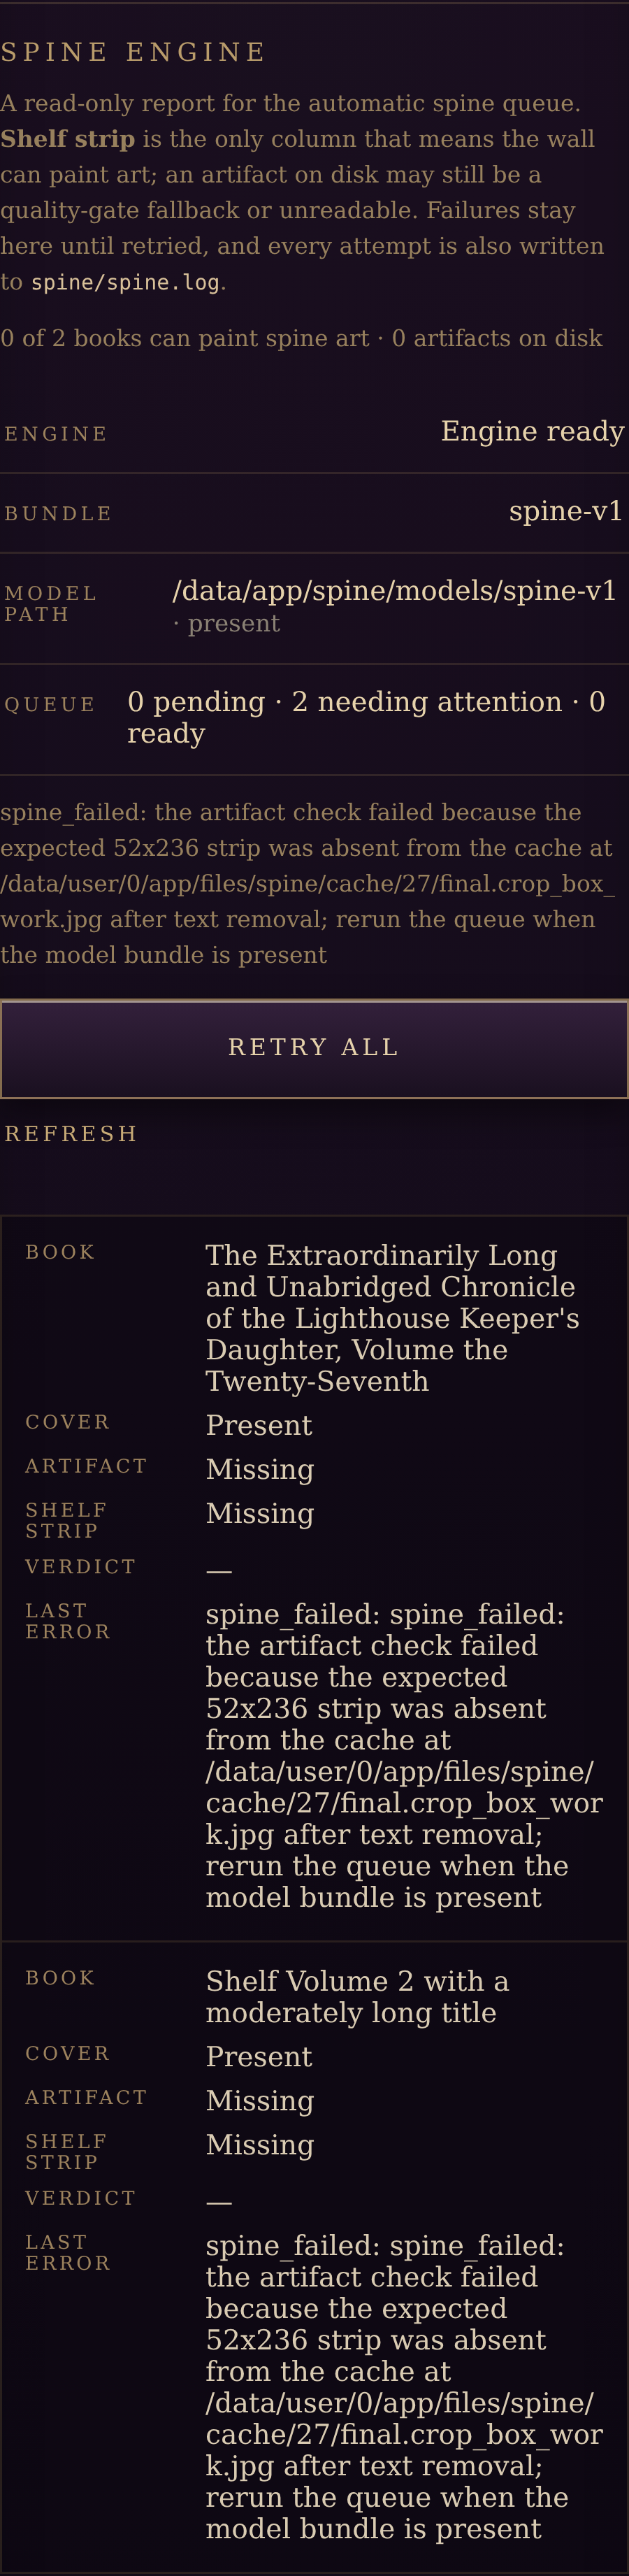 SPINE ENGINE
A read-only report for the automatic spine queue.
Shelf strip is the only column that means the wall
can paint art; an artifact on disk may still be a
quality-gate fallback or unreadable. Failures stay
here until retried, and every attempt is also written
to spine/spine.log.
0 of 2 books can paint spine art · 0 artifacts on disk
ENGINE Engine ready
BUNDLE spine-v1
MODEL PATH /data/app/spine/models/spine-v1
· present
QUEUE 0 pending · 2 needing attention · 0
ready
spine_failed: the artifact check failed because the
expected 52x236 strip was absent from the cache at
/data/user/0/app/files/spine/cache/27/final.crop_box_
work.jpg after text removal; rerun the queue when
the model bundle is present
RETRY ALL
REFRESH
BOOK The Extraordinarily Long
and Unabridged Chronicle
of the Lighthouse Keeper's
Daughter, Volume the
Twenty-Seventh
COVER Present
ARTIFACT Missing
SHELF STRIP Missing
VERDICT —
LAST ERROR spine_failed: spine_failed:
the artifact check failed
because the expected
52x236 strip was absent
from the cache at
/data/user/0/app/files/spine/
cache/27/final.crop_box_wor
k.jpg after text removal;
rerun the queue when the
model bundle is present
BOOK Shelf Volume 2 with a
moderately long title
COVER Present
ARTIFACT Missing
SHELF STRIP Missing
VERDICT —
LAST ERROR spine_failed: spine_failed:
the artifact check failed
because the expected
52x236 strip was absent
from the cache at
/data/user/0/app/files/spine/
cache/27/final.crop_box_wor
k.jpg after text removal;
rerun the queue when the
model bundle is present